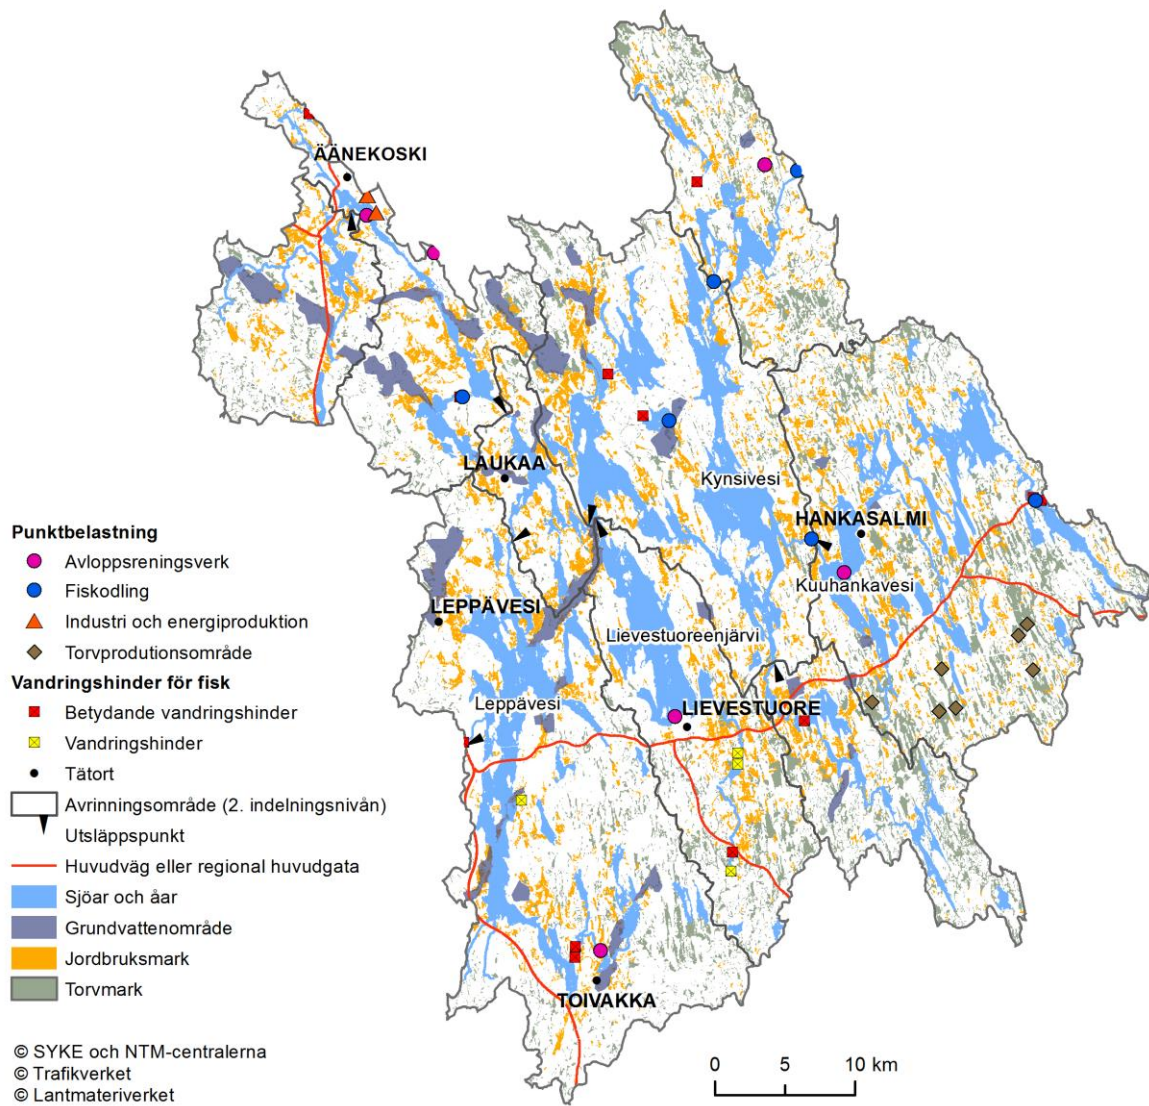 ÄÄNEKOSKI
Kynsivesi
LAUKAA
HANKASALMI
Kuuhankavesi
LEPPÄVESI
Lievestuoreenjärvi
Leppävesi
LIEVESTUORE
TOIVAKKA
Punktbelastning
Avloppsreningsverk
Fiskodling
Industri och energiproduktion
Torvprodutionsområde
Vandringshinder för fisk
Betydande vandringshinder
Vandringshinder
Tätort
Avrinningsområde (2. indelningsnivån)
Utsläppspunkt
Huvudväg eller regional huvudgata
Sjöar och åar
Grundvattenområde
Jordbruksmark
Torvmark
© SYKE och NTM-centralerna
© Trafikverket
© Lantmateriverket
0 5 10 km